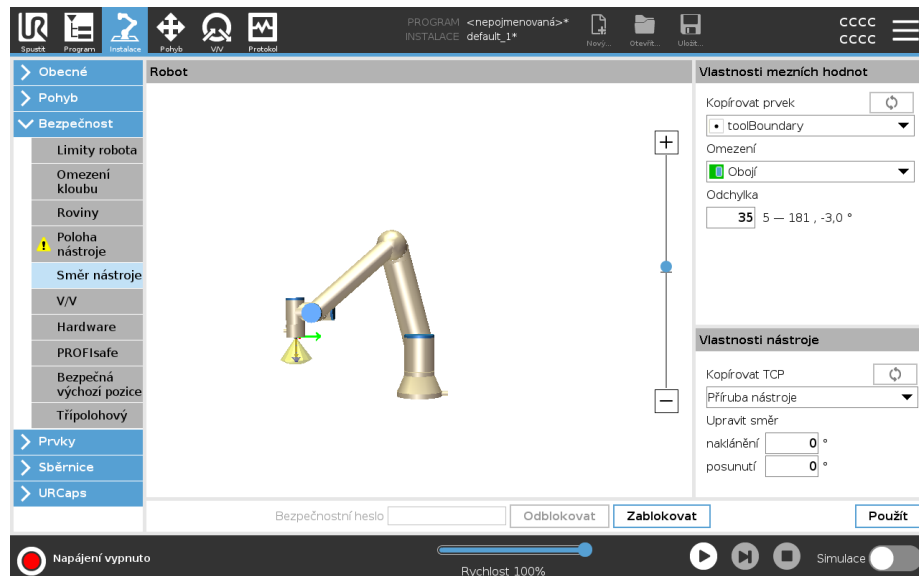 PROGRAM <nepojmenovaná>*
INSTALACE default_1*
Spustit
Program
Instalace
Pohyb
V/V
Protokol
Nový...
Otevřít...
Uložit...
cccc
cccc
Obecné
Pohyb
Bezpečnost
Limity robota
Omezení
kloubu
Roviny
Poloha
nástroje
Směr nástroje
V/V
Hardware
PROFIsafe
Bezpečná
výchozí pozice
Třípolohový
Prvky
Sběrnice
URCaps
Robot
Vlastnosti mezních hodnot
Kopírovat prvek
toolBoundary
Omezení
Obojí
Odchylka
35 5 — 181 , -3,0 °
Vlastnosti nástroje
Kopírovat TCP
Příruba nástroje
Upravit směr
naklánění 0 °
posunutí 0 °
Bezpečnostní heslo
Odblokovat
Zablokovat
Použít
Napájení vypnuto
Rychlost 100%
Simulace